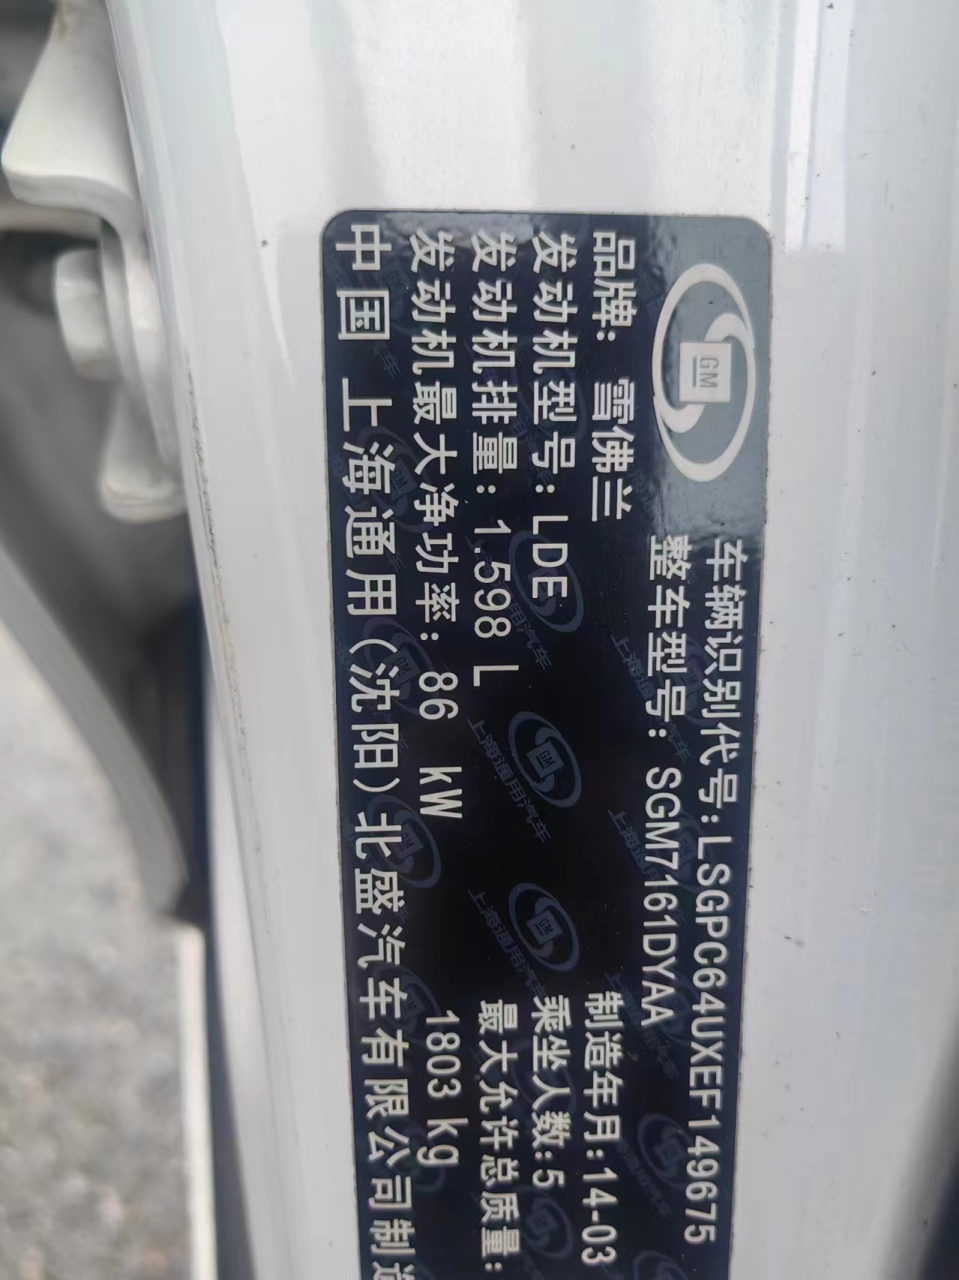 GM
车辆识别代号:LSGPC64UXEF149675
整车型号: SGM7161DYAA
品牌: 雪佛兰
制造年月:14-03
发动机型号:LDE
乘坐人数:5
发动机排量:1.598 L
最大允许总质量:
发动机最大净功率: 86 kW
1803 kg
中国 上海通用(沈阳)北盛汽车有限公司制造